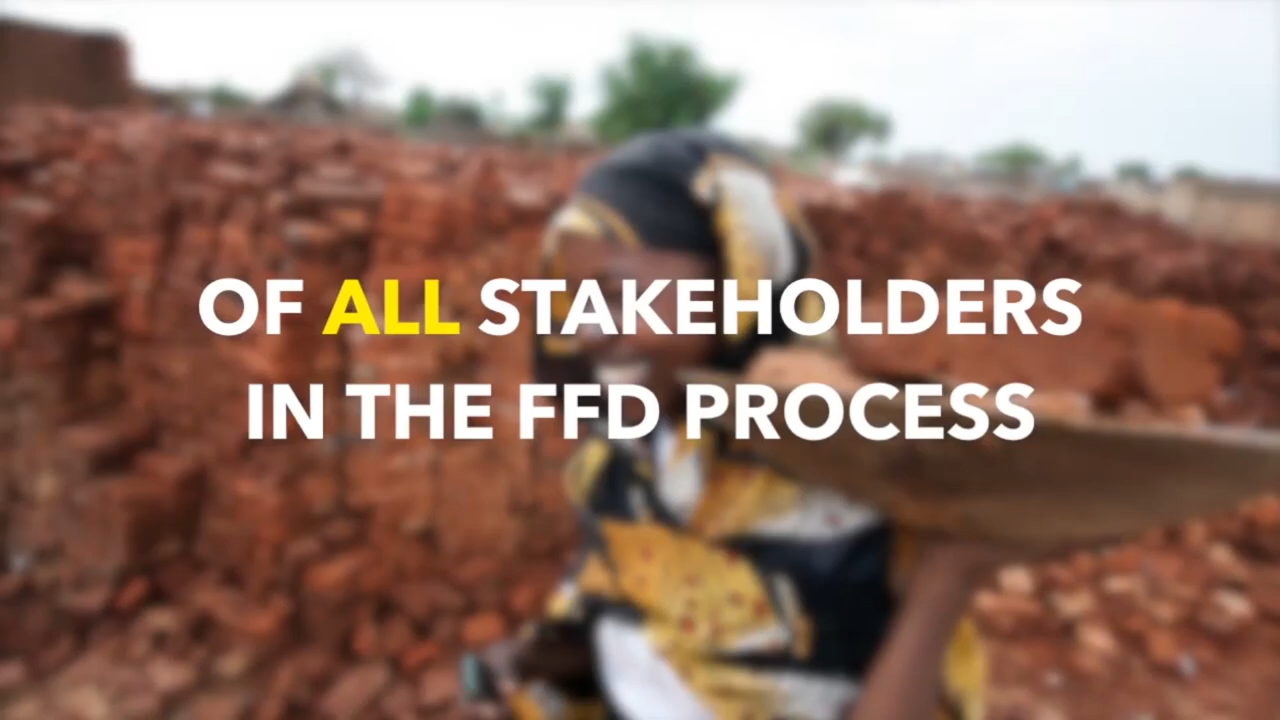 OF ALL STAKEHOLDERS
IN THE FFD PROCESS